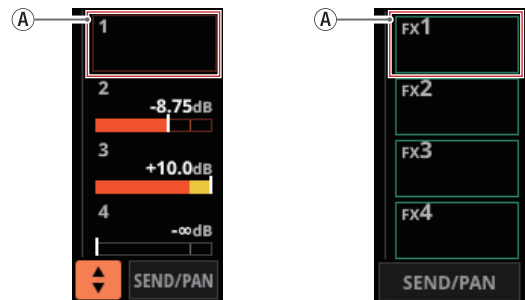 Ⓐ
1
2
-8.75dB
3
+10.0dB
4
-∞dB
SEND/PAN
Ⓐ
FX1
FX2
FX3
FX4
SEND/PAN